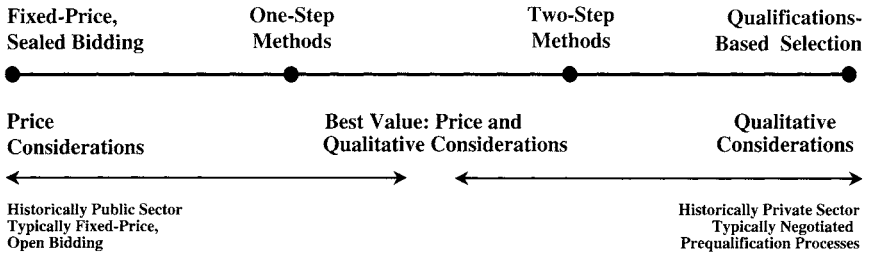 Fixed-Price,
Sealed Bidding
One-Step
Methods
Two-Step
Methods
Qualifications-
Based Selection
Price
Considerations
Best Value: Price and
Qualitative Considerations
Qualitative
Considerations
Historically Public Sector
Typically Fixed-Price,
Open Bidding
Historically Private Sector
Typically Negotiated
Prequalification Processes